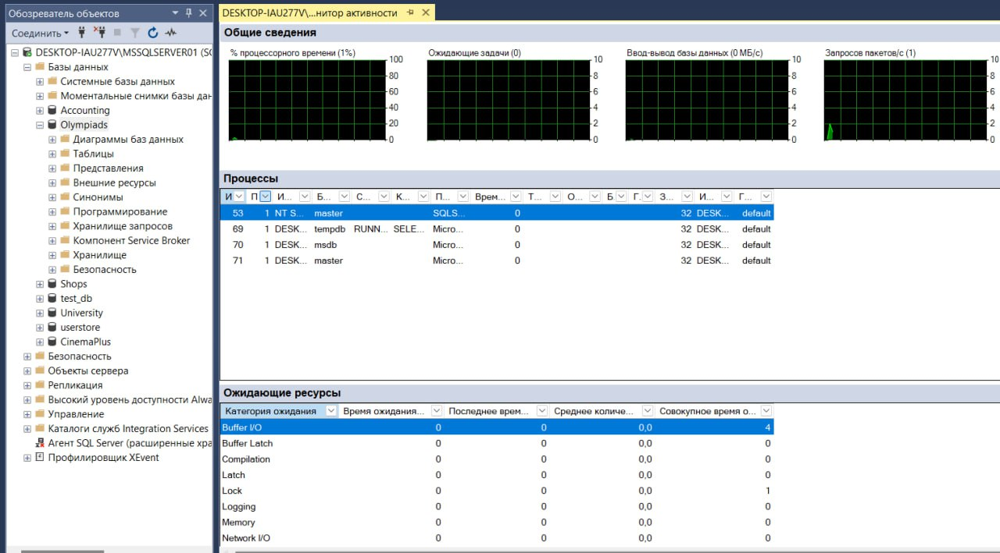 Обозреватель объектов
Соединить
DESKTOP-IAU277V\MSSQLSERVER01 (SC
Базы данных
Системные базы данных
Моментальные снимки базы дан
Accounting
Olympiads
Диаграммы баз данных
Таблицы
Представления
Внешние ресурсы
Синонимы
Программирование
Хранилище запросов
Компонент Service Broker
Хранилище
Безопасность
Shops
test_db
University
userstore
CinemaPlus
Безопасность
Объекты сервера
Репликация
Высокий уровень доступности Alwa
Управление
Каталоги служб Integration Services
Агент SQL Server (расширенные хра
Профилировщик XEvent
DESKTOP-IAU277V\...нитор активности
Общие сведения
% процессорного времени (1%)
100
80
60
40
20
0
Ожидающие задачи (0)
10
8
6
4
2
0
Ввод-вывод базы данных (0 МБ/с)
10
8
6
4
2
0
Запросов пакетов/с (1)
10
8
6
4
2
0
Процессы
И П И... Б... С... К... П... Врем... Т... О... Б Г. З... И... Г...
53 1 NT S... master SQLS... 0 32 DESK... default
69 1 DESK... tempdb RUNN... SELE... Micro... 0 32 DESK... default
70 1 DESK... msdb Micro... 0 32 DESK... default
71 1 DESK... master Micro... 0 32 DESK... default
Ожидающие ресурсы
Категория ожидания Время ожидания... Последнее врем... Среднее количе... Совокупное время о...
Buffer I/O 0 0 0,0 4
Buffer Latch 0 0 0,0 0
Compilation 0 0 0,0 0
Latch 0 0 0,0 0
Lock 0 0 0,0 1
Logging 0 0 0,0 0
Memory 0 0 0,0 0
Network I/O 0 0 0,0 0